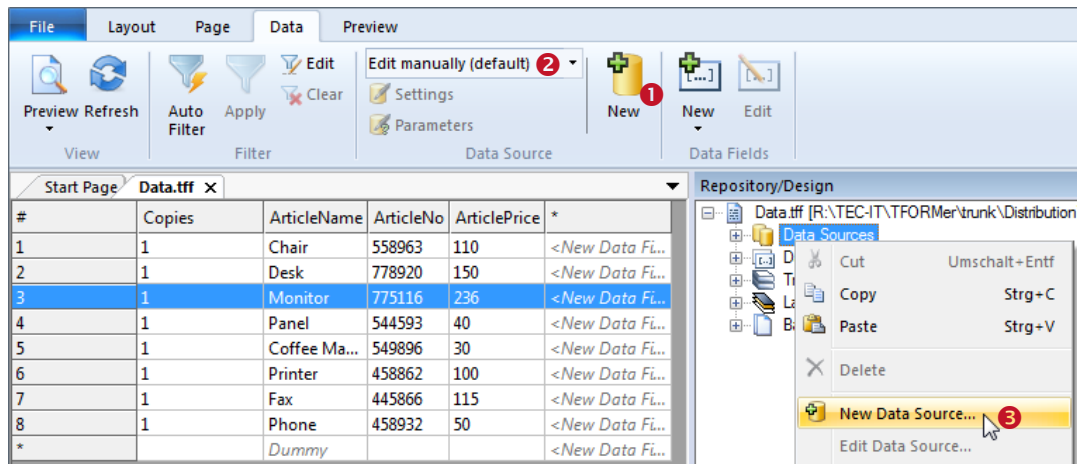 File Layout Page Data Preview
Edit Edit manually (default) 2
Clear Settings 1
Preview Refresh Auto Filter Apply Parameters New New Edit
View Filter Data Source Data Fields
Start Page Data.tff Repository/Design
# Copies ArticleName ArticleNo ArticlePrice * Data.tff [R:\TEC-IT\TFORMer\trunk\Distribution
1 1 Chair 558963 110 <New Data Fi... Data Sources
2 1 Desk 778920 150 <New Data Fi... D Cut Umschalt+Entf
3 1 Monitor 775116 236 <New Data Fi... Copy Strg+C
4 1 Panel 544593 40 <New Data Fi... Paste Strg+V
5 1 Coffee Ma... 549896 30 <New Data Fi...
6 1 Printer 458862 100 <New Data Fi... Delete
7 1 Fax 445866 115 <New Data Fi...
8 1 Phone 458932 50 <New Data Fi... New Data Source... 3
* Dummy <New Data Fi... Edit Data Source...